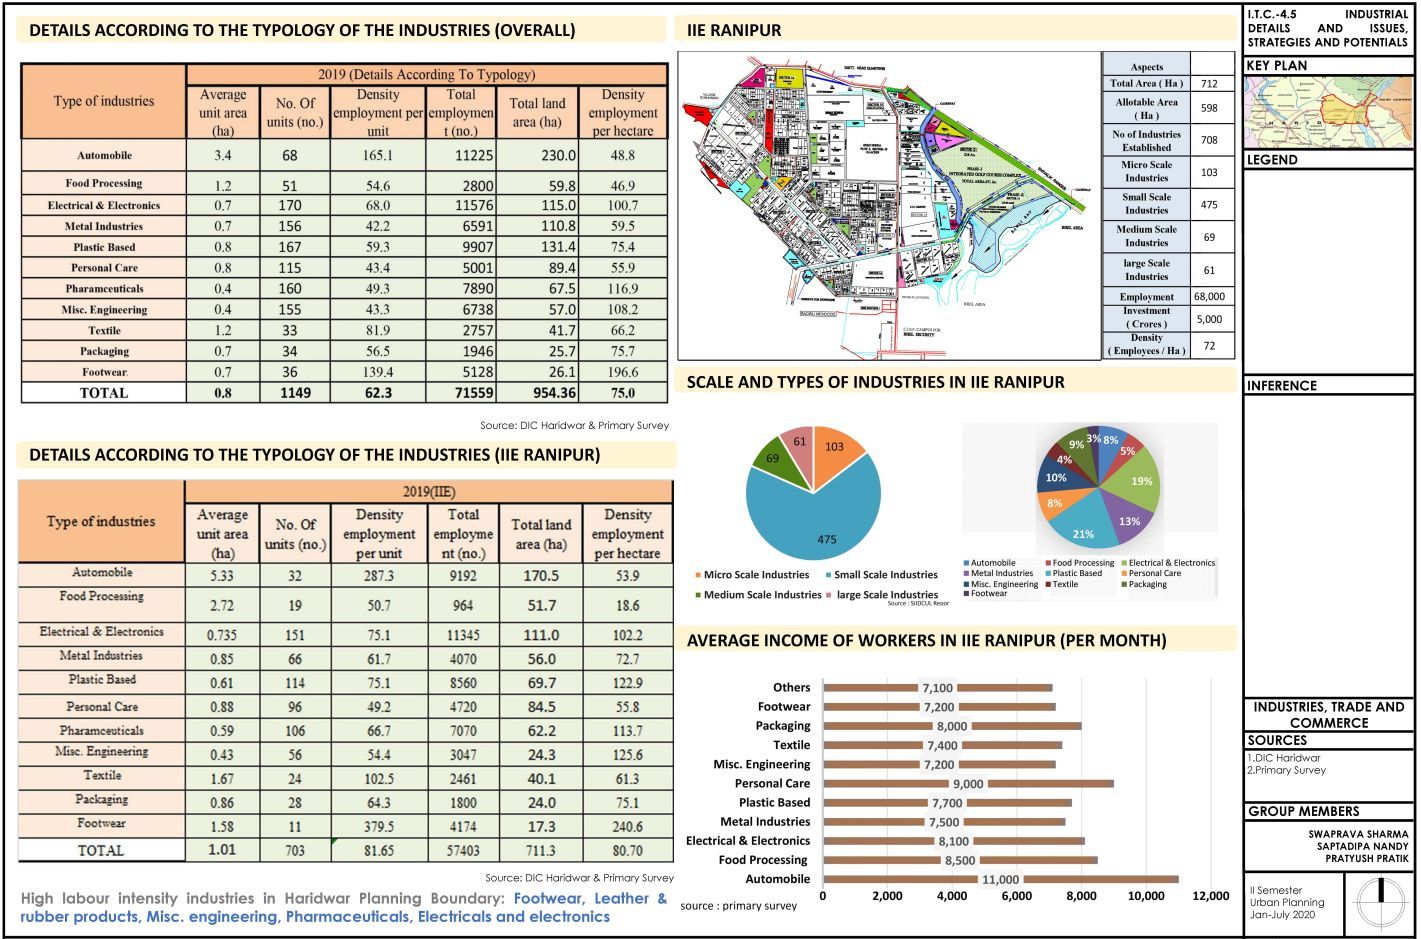 DETAILS ACCORDING TO THE TYPOLOGY OF THE INDUSTRIES (OVERALL)
2019 (Details According To Typology)
Type of industries
Average unit area (ha)
No. Of units (no.)
Density employment per unit
Total employmen t (no.)
Total land area (ha)
Density employment per hectare
Automobile 3.4 68 165.1 11225 230.0 48.8
Food Processing 1.2 51 54.6 2800 59.8 46.9
Electrical & Electronics 0.7 170 68.0 11576 115.0 100.7
Metal Industries 0.7 156 42.2 6591 110.8 59.5
Plastic Based 0.8 167 59.3 9907 131.4 75.4
Personal Care 0.8 115 43.4 5001 89.4 55.9
Pharamceuticals 0.4 160 49.3 7890 67.5 116.9
Misc. Engineering 0.4 155 43.3 6738 57.0 108.2
Textile 1.2 33 81.9 2757 41.7 66.2
Packaging 0.7 34 56.5 1946 25.7 75.7
Footwear 0.7 36 139.4 5128 26.1 196.6
TOTAL 0.8 1149 62.3 71559 954.36 75.0
Source: DIC Haridwar & Primary Survey
DETAILS ACCORDING TO THE TYPOLOGY OF THE INDUSTRIES (IIE RANIPUR)
2019(IIE)
Type of industries
Average unit area (ha)
No. Of units (no.)
Density employment per unit
Total employme nt (no.)
Total land area (ha)
Density employment per hectare
Automobile 5.33 32 287.3 9192 170.5 53.9
Food Processing 2.72 19 50.7 964 51.7 18.6
Electrical & Electronics 0.735 151 75.1 11345 111.0 102.2
Metal Industries 0.85 66 61.7 4070 56.0 72.7
Plastic Based 0.61 114 75.1 8560 69.7 122.9
Personal Care 0.88 96 49.2 4720 84.5 55.8
Pharamceuticals 0.59 106 66.7 7070 62.2 113.7
Misc. Engineering 0.43 56 54.4 3047 24.3 125.6
Textile 1.67 24 102.5 2461 40.1 61.3
Packaging 0.86 28 64.3 1800 24.0 75.1
Footwear 1.58 11 379.5 4174 17.3 240.6
TOTAL 1.01 703 81.65 57403 711.3 80.70
Source: DIC Haridwar & Primary Survey
High labour intensity industries in Haridwar Planning Boundary: Footwear, Leather &
rubber products, Misc. engineering, Pharmaceuticals, Electricals and electronics
IIE RANIPUR
BHEL AREA
BHEL AREA
BHEL SECURITY
Aspects
Total Area ( Ha ) 712
Allotable Area ( Ha ) 598
No of Industries Established 708
Micro Scale Industries 103
Small Scale Industries 475
Medium Scale Industries 69
large Scale Industries 61
Employment 68,000
Investment ( Crores ) 5,000
Density ( Employees / Ha ) 72
SCALE AND TYPES OF INDUSTRIES IN IIE RANIPUR
61
103
69
475
Micro Scale Industries
Small Scale Industries
Medium Scale Industries
large Scale Industries
Source : SIIDCUL Repor
3%
8%
9%
5%
4%
19%
10%
8%
13%
21%
Automobile
Food Processing
Electrical & Electronics
Metal Industries
Plastic Based
Personal Care
Misc. Engineering
Textile
Packaging
Footwear
AVERAGE INCOME OF WORKERS IN IIE RANIPUR (PER MONTH)
Others 7,100
Footwear 7,200
Packaging 8,000
Textile 7,400
Misc. Engineering 7,200
Personal Care 9,000
Plastic Based 7,700
Metal Industries 7,500
Electrical & Electronics 8,100
Food Processing 8,500
Automobile 11,000
0 2,000 4,000 6,000 8,000 10,000 12,000
source : primary survey
I.T.C.-4.5 INDUSTRIAL
DETAILS AND ISSUES,
STRATEGIES AND POTENTIALS
KEY PLAN
LEGEND
INFERENCE
INDUSTRIES, TRADE AND
COMMERCE
SOURCES
1.DIC Haridwar
2.Primary Survey
GROUP MEMBERS
SWAPRAVA SHARMA
SAPTADIPA NANDY
PRATYUSH PRATIK
II Semester
Urban Planning
Jan-July 2020